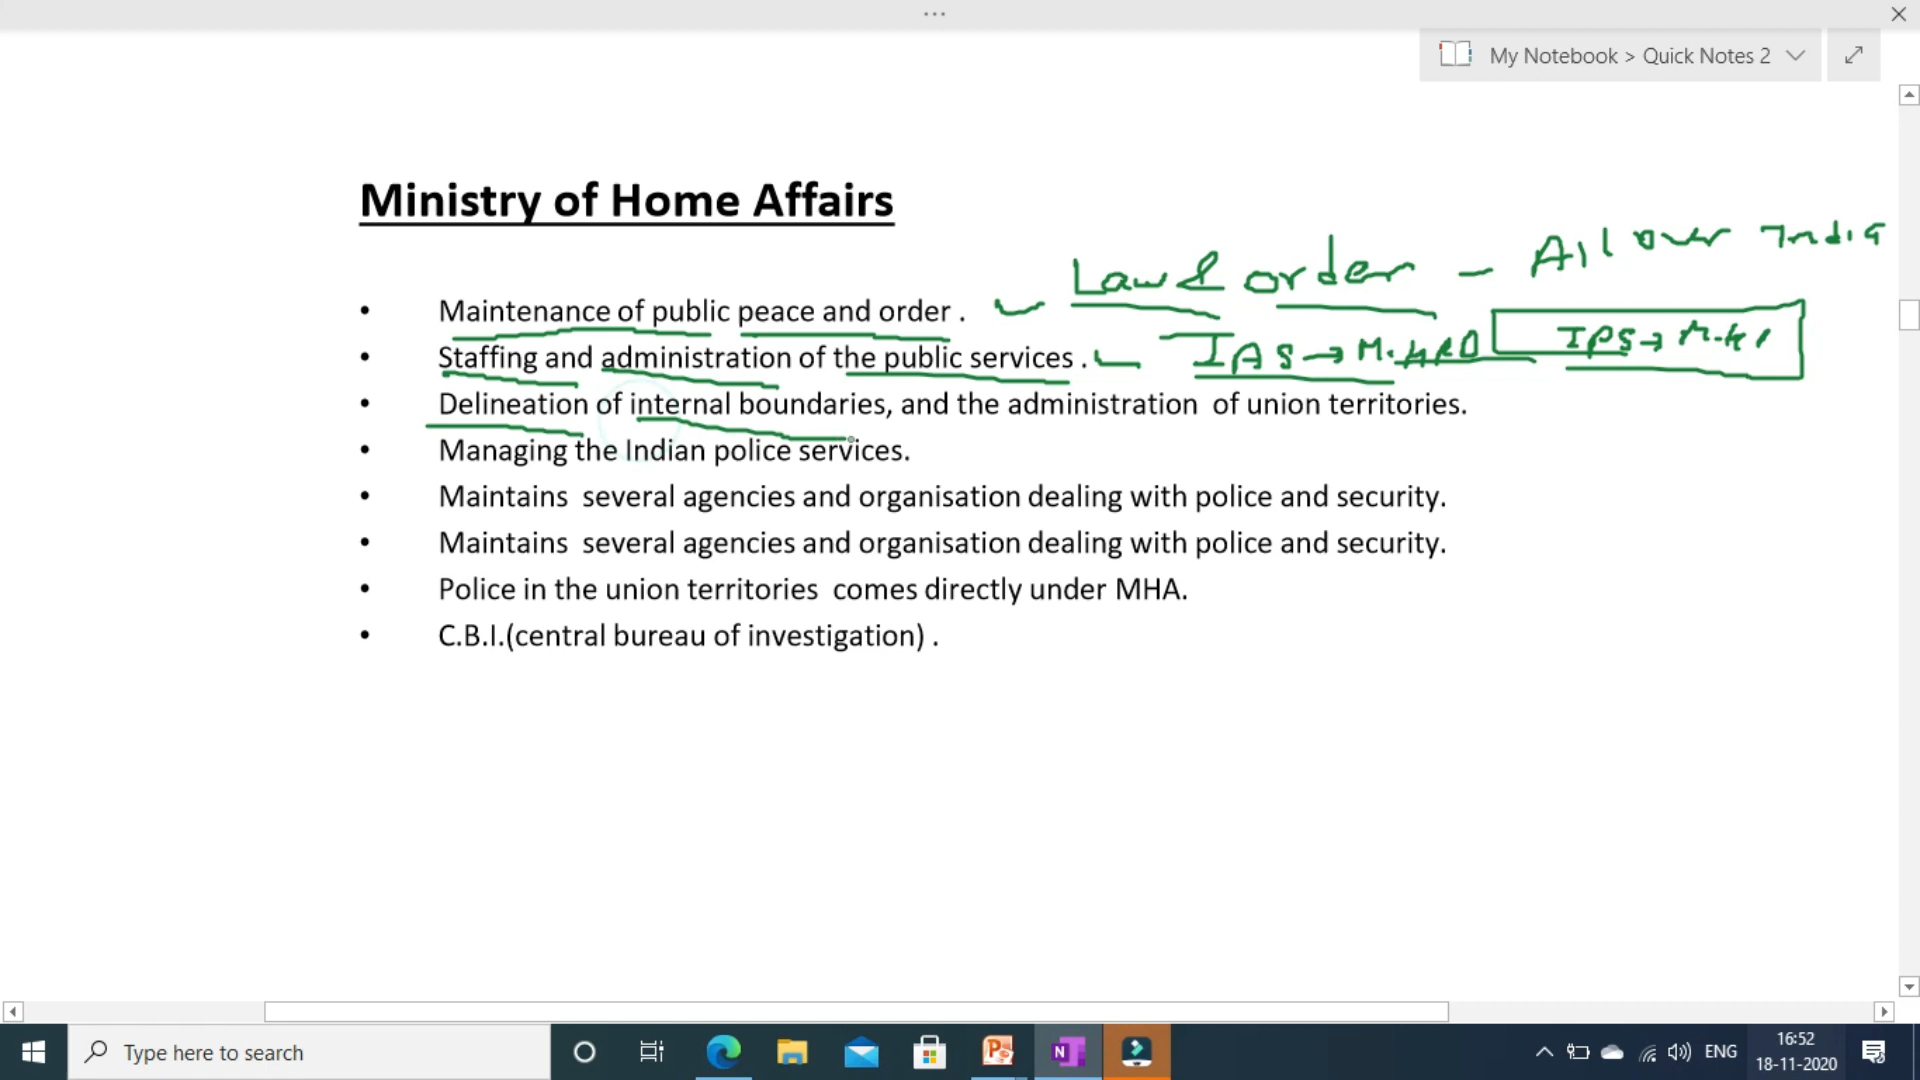 My Notebook > Quick Notes 2
Ministry of Home Affairs
Law & order - All over India
• Maintenance of public peace and order .
• Staffing and administration of the public services . IAS → M.HRD IPS → M.H
• Delineation of internal boundaries, and the administration of union territories.
• Managing the Indian police services.
• Maintains several agencies and organisation dealing with police and security.
• Maintains several agencies and organisation dealing with police and security.
• Police in the union territories comes directly under MHA.
• C.B.I.(central bureau of investigation) .
Type here to search
ENG
16:52
18-11-2020